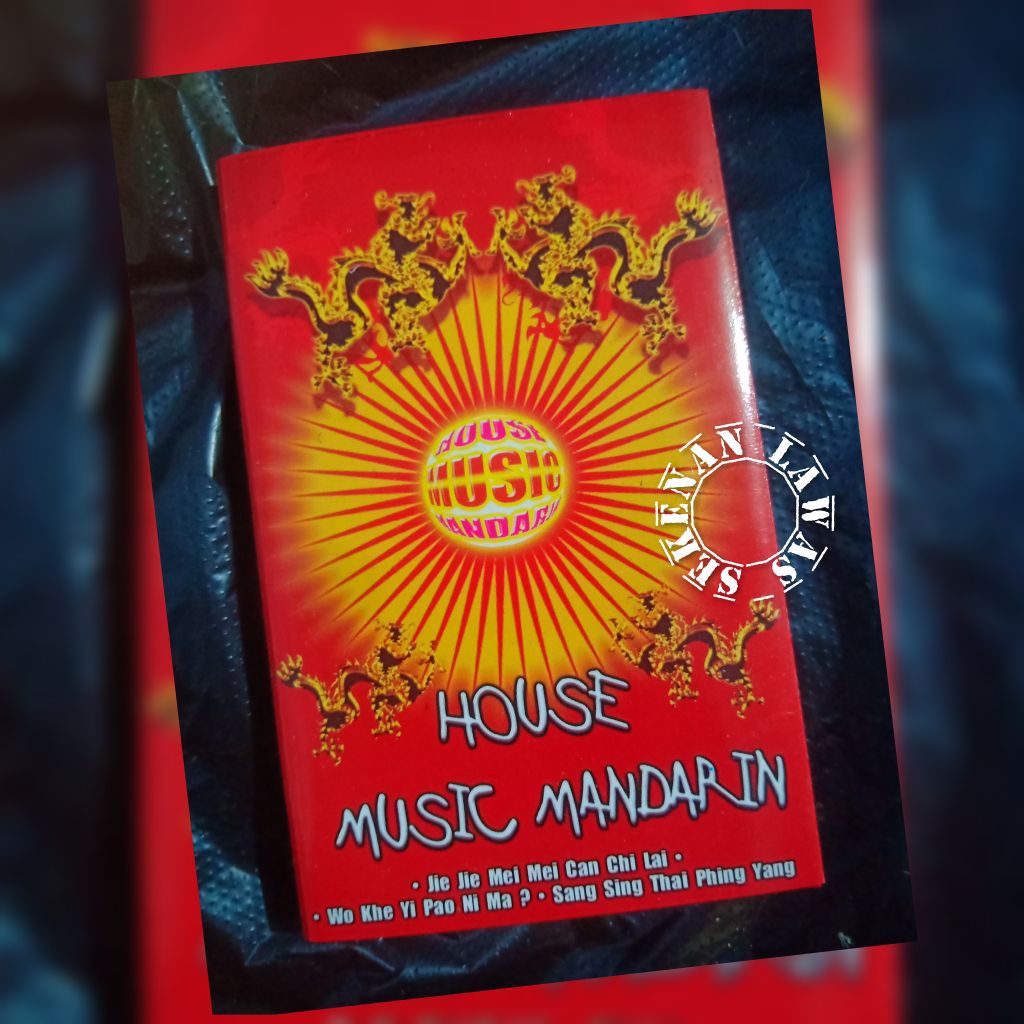 HOUSE
MUSIC
MANDARIN
SEKENAN LAWAS
HOUSE
MUSIC MANDARIN
• Jie Jie Mei Mei Can Chi Lai •
• Wo Khe Yi Pao Ni Ma ? • Sang Sing Thai Phing Yang